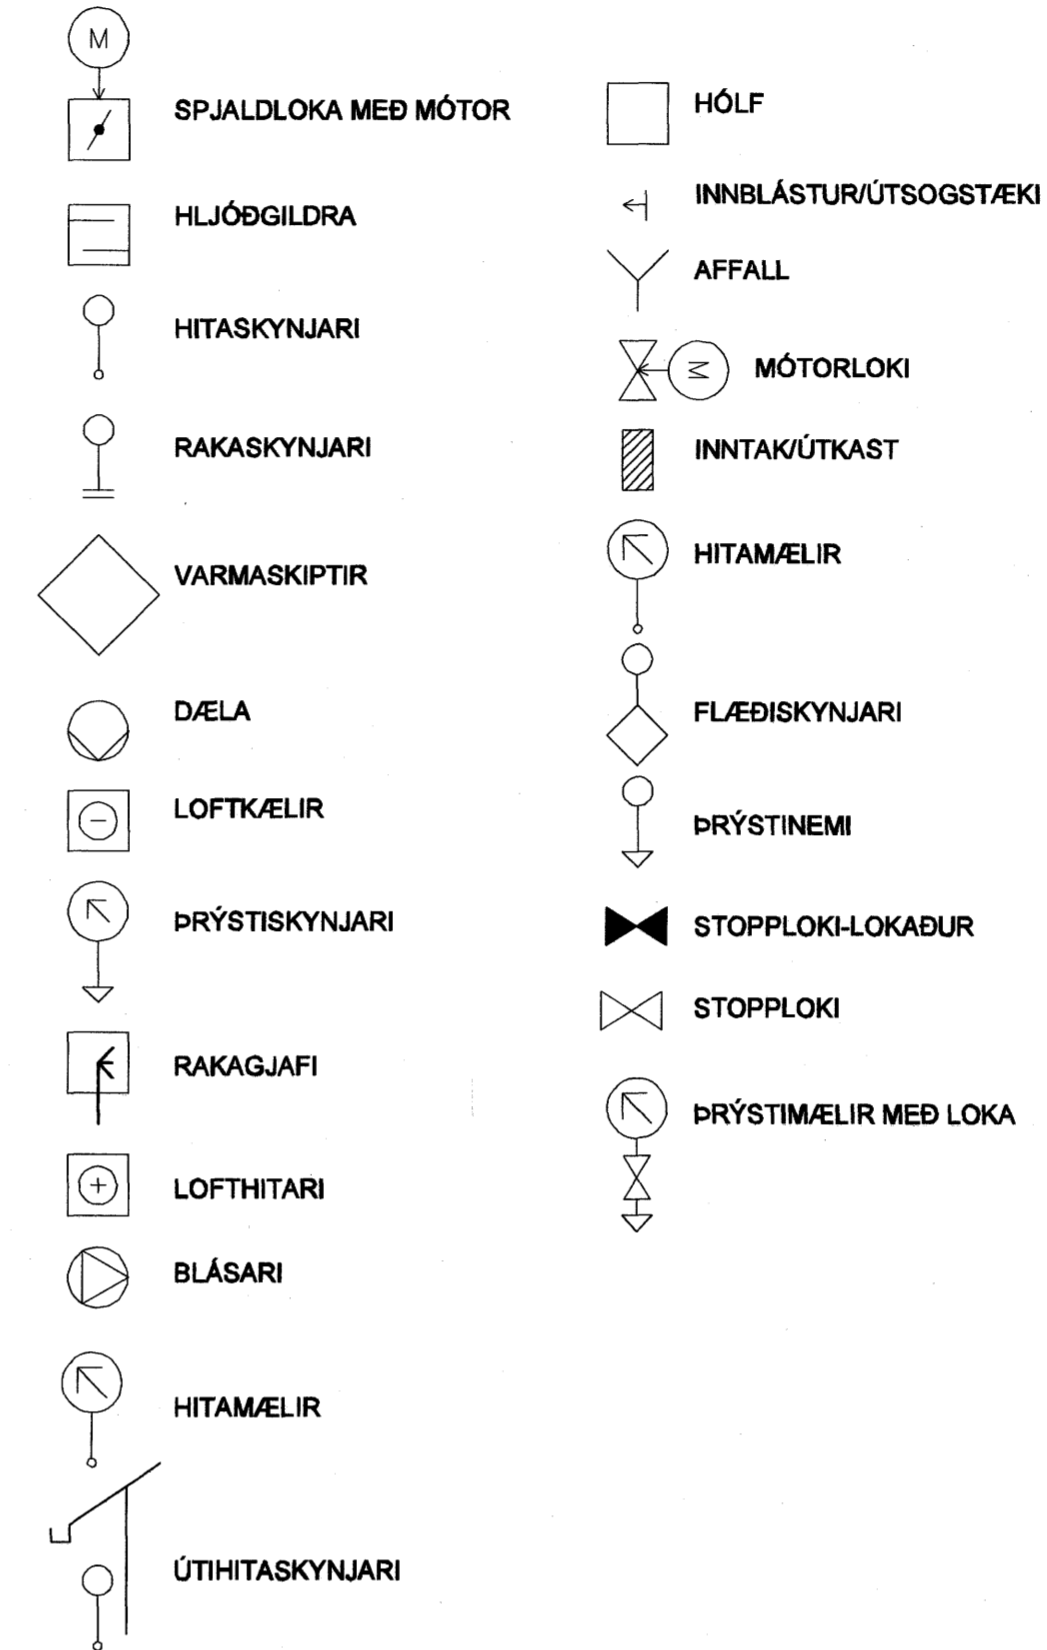 M
SPJALDLOKA MEÐ MÓTOR
HLJÓÐGILDRA
HITASKYNJARI
RAKASKYNJARI
VARMASKIPTIR
DÆLA
LOFTKÆLIR
ÞRÝSTISKYNJARI
RAKAGJAFI
LOFTHITARI
BLÁSARI
HITAMÆLIR
ÚTIHITASKYNJARI
HÓLF
INNBLÁSTUR/ÚTSOGSTÆKI
AFFALL
M
MÓTORLOKI
INNTAK/ÚTKAST
HITAMÆLIR
FLÆÐISKYNJARI
ÞRÝSTINEMI
STOPPLOKI-LOKAÐUR
STOPPLOKI
ÞRÝSTIMÆLIR MEÐ LOKA